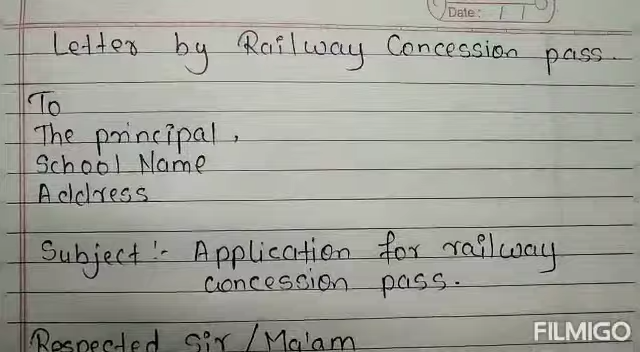 Date: / /
Letter by Railway Concession pass.
To
The principal,
School Name
Address
Subject :- Application for railway
concession pass.
Respected Sir / Ma'am
FILMIGO